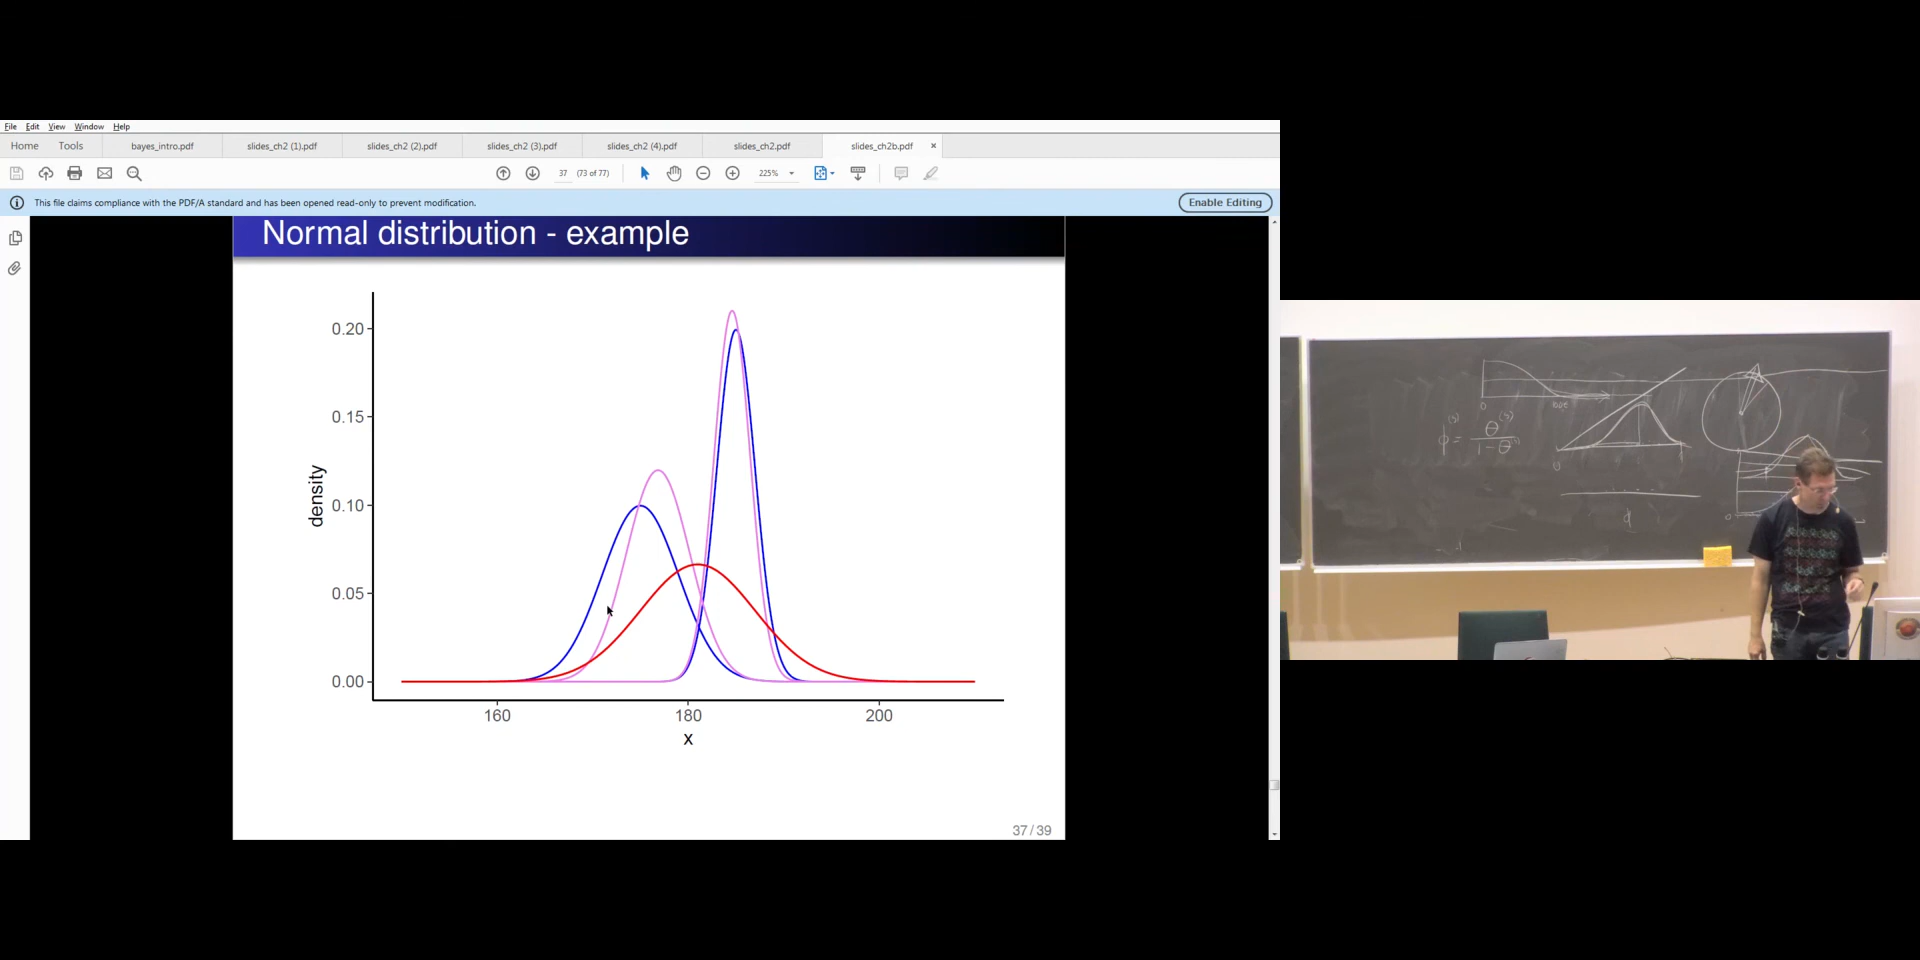 File Edit View Window Help
Home Tools bayes_intro.pdf slides_ch2 (1).pdf slides_ch2 (2).pdf slides_ch2 (3).pdf slides_ch2 (4).pdf slides_ch2.pdf slides_ch2b.pdf ×
37 (73 of 77) 225%
This file claims compliance with the PDF/A standard and has been opened read-only to prevent modification. Enable Editing
Normal distribution - example
0.20
0.15
0.10
0.05
0.00
density
160 180 200
x
37 / 39
0
ϕ = θ / 1 - θ
0